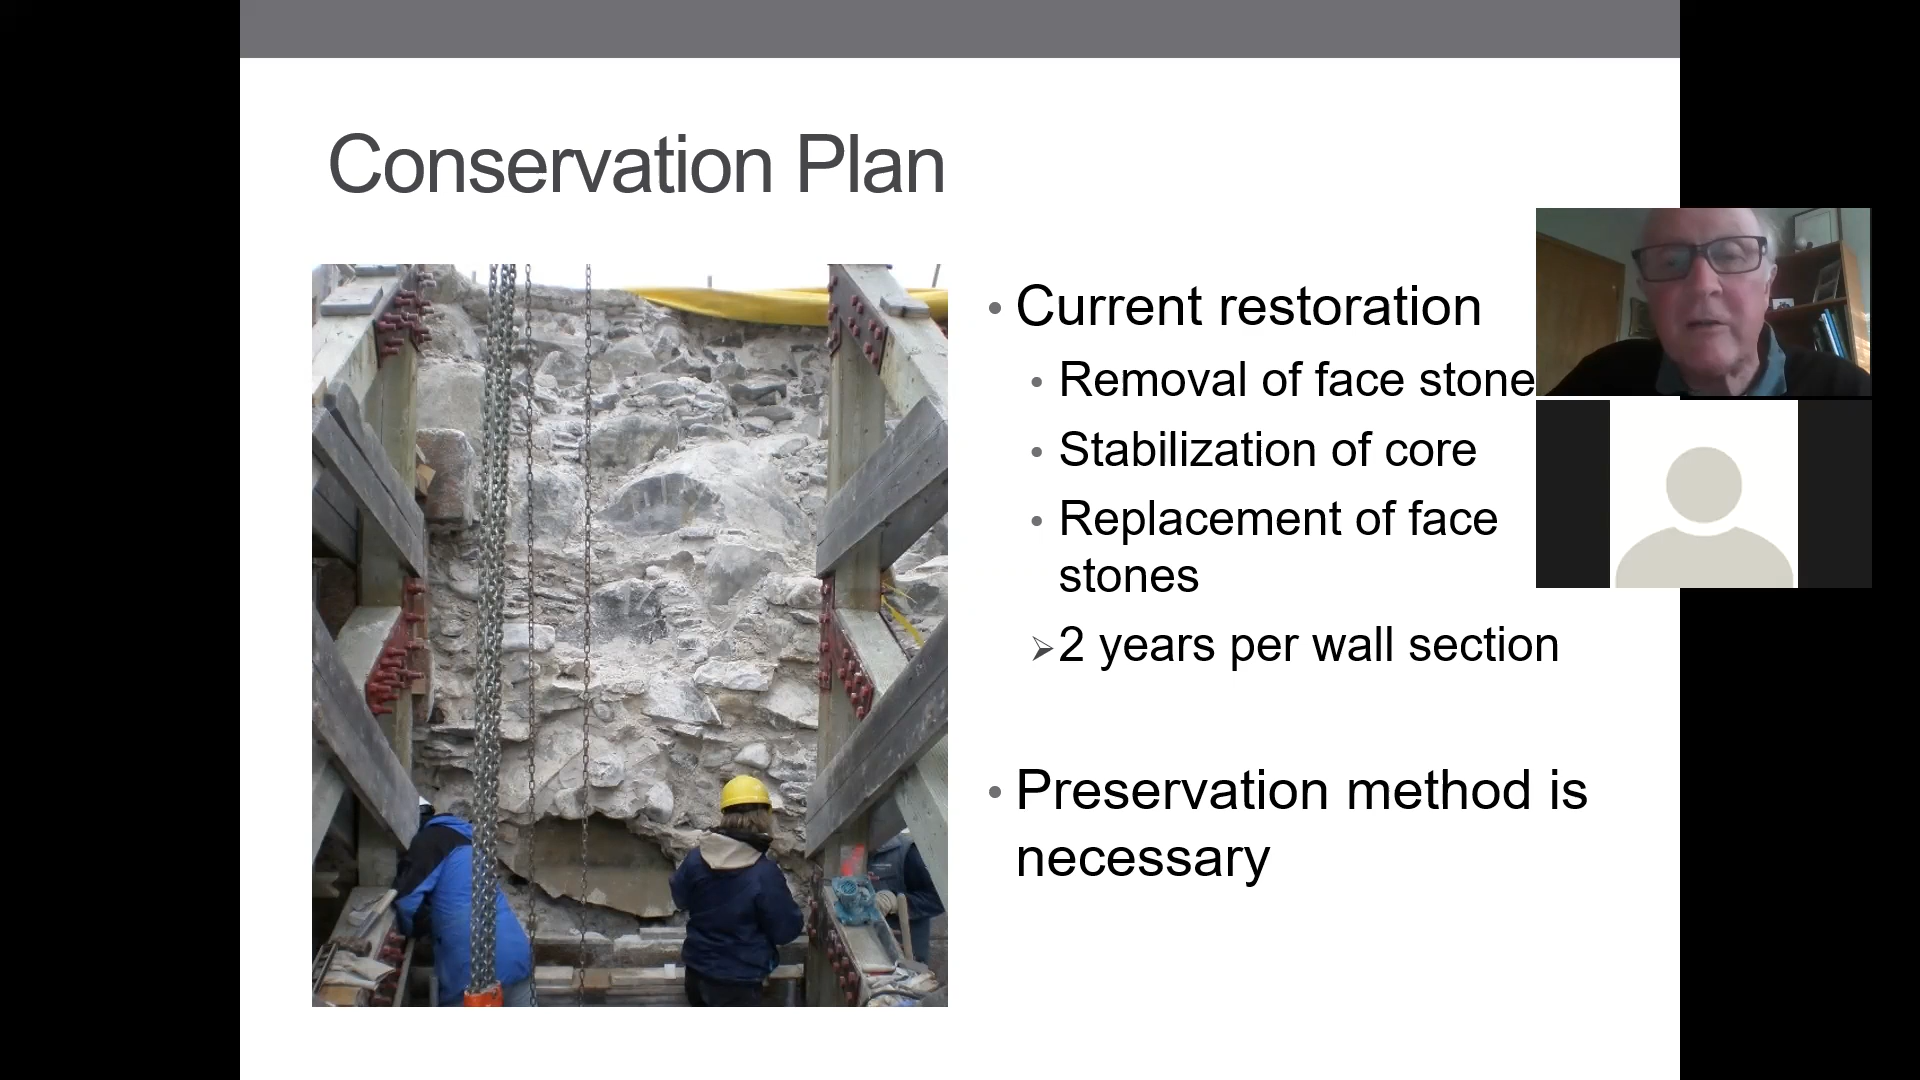 Conservation Plan
• Current restoration
• Removal of face stone
• Stabilization of core
• Replacement of face
stones
➢ 2 years per wall section
• Preservation method is
necessary